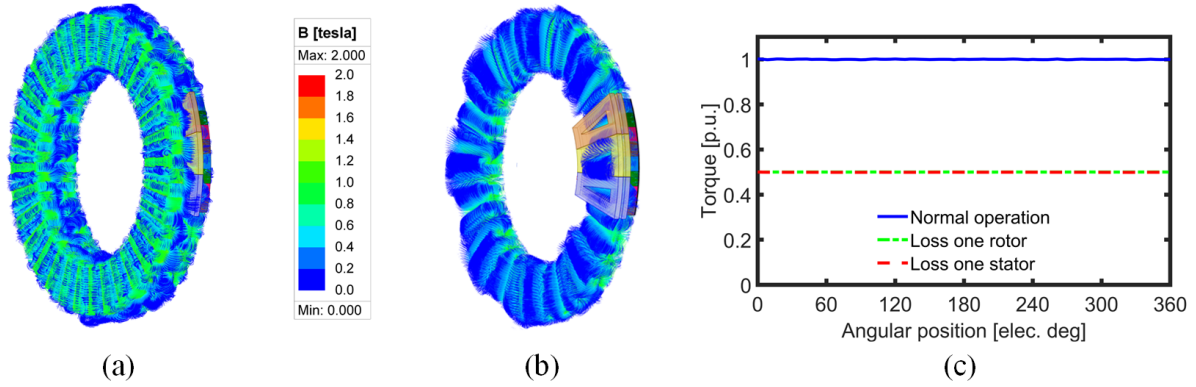 B [tesla]
Max: 2.000
2.0
1.8
1.6
1.4
1.2
1.0
0.8
0.6
0.4
0.2
0.0
Min: 0.000
Torque [p.u.]
1
0.8
0.6
0.4
0.2
0
Normal operation
Loss one rotor
Loss one stator
0 60 120 180 240 300 360
Angular position [elec. deg]
(a) (b) (c)